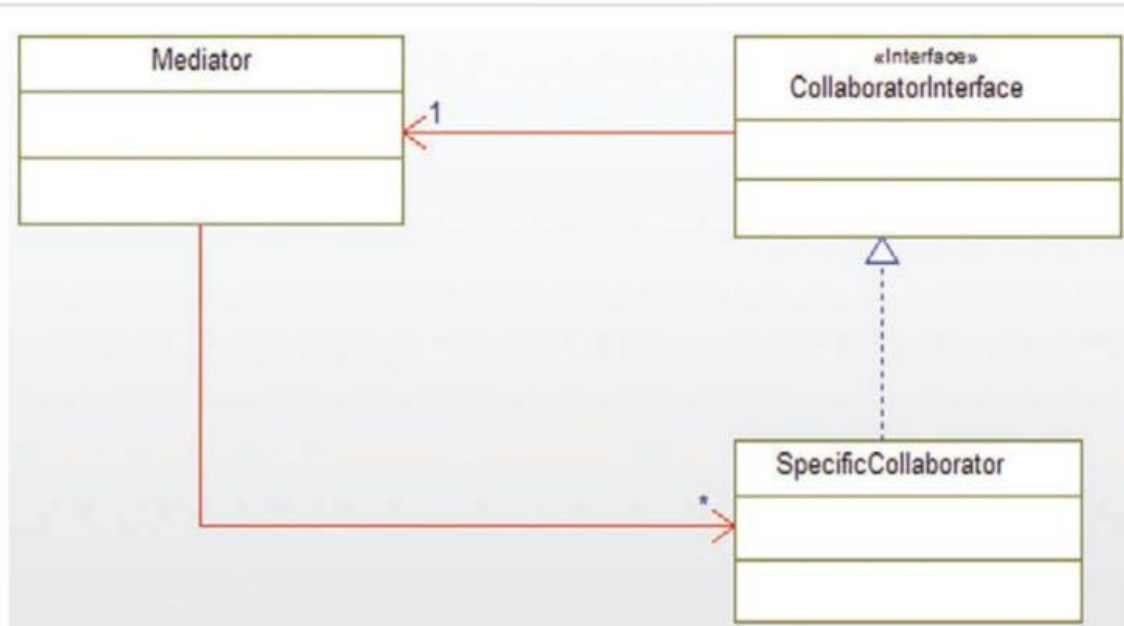 Mediator
«Interface»
CollaboratorInterface
1
SpecificCollaborator
*